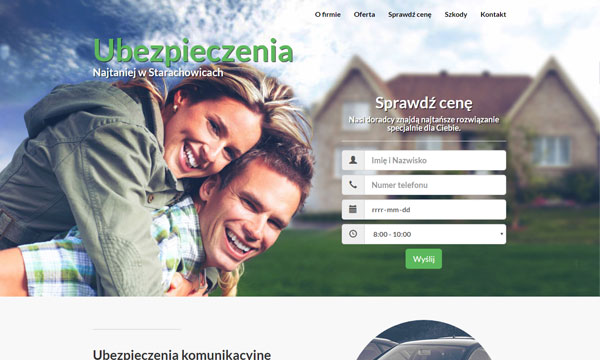 O firmie Oferta Sprawdź cenę Szkody Kontakt
Ubezpieczenia
Najtaniej w Starachowicach
Sprawdź cenę
Nasi doradcy znajdą najtańsze rozwiązanie
specjalnie dla Ciebie.
Imię i Nazwisko
Numer telefonu
rrrr-mm-dd
8:00 - 10:00
Wyślij
Ubezpieczenia komunikacyjne